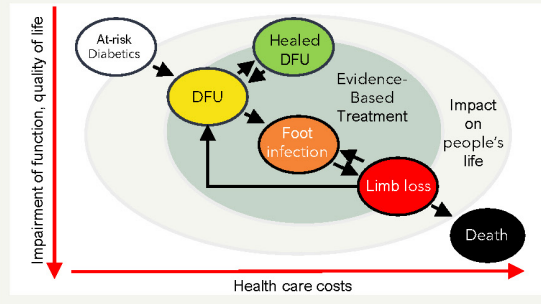 Impairment of function, quality of life
At-risk
Diabetics
Healed
DFU
DFU
Evidence-
Based
Treatment
Impact
on
people's
life
Foot
infection
Limb loss
Death
Health care costs